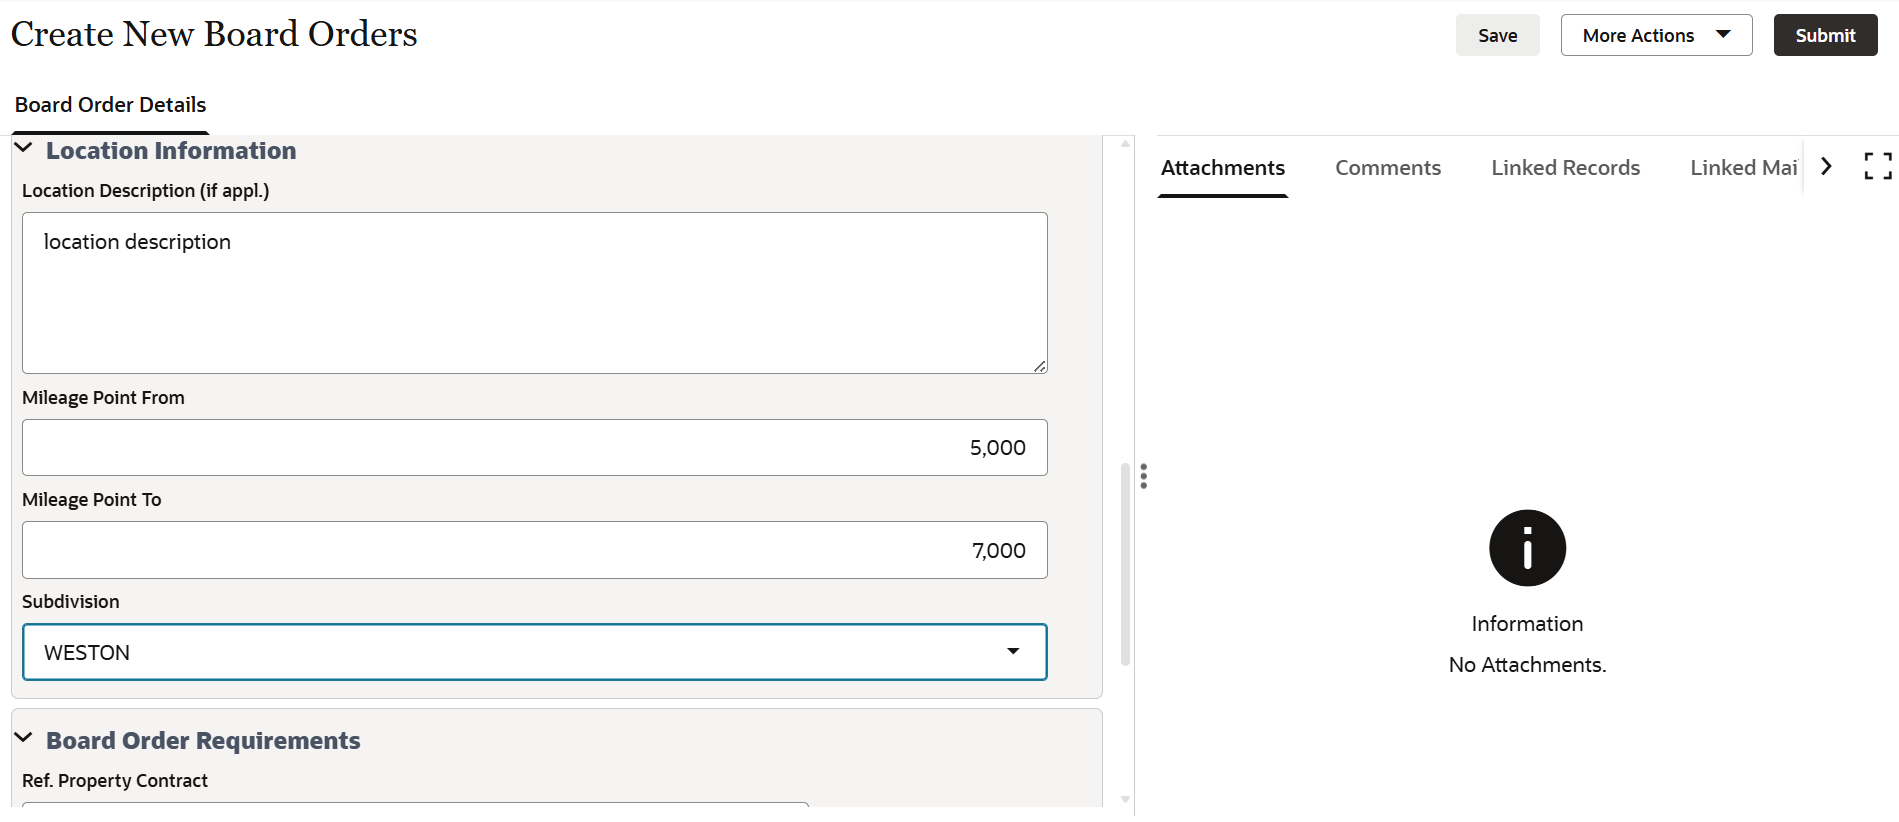 Create New Board Orders
Save
More Actions
Submit
Board Order Details
Location Information
Location Description (if appl.)
location description
Mileage Point From
5,000
Mileage Point To
7,000
Subdivision
WESTON
Board Order Requirements
Ref. Property Contract
Attachments
Comments
Linked Records
Linked Mai
Information
No Attachments.